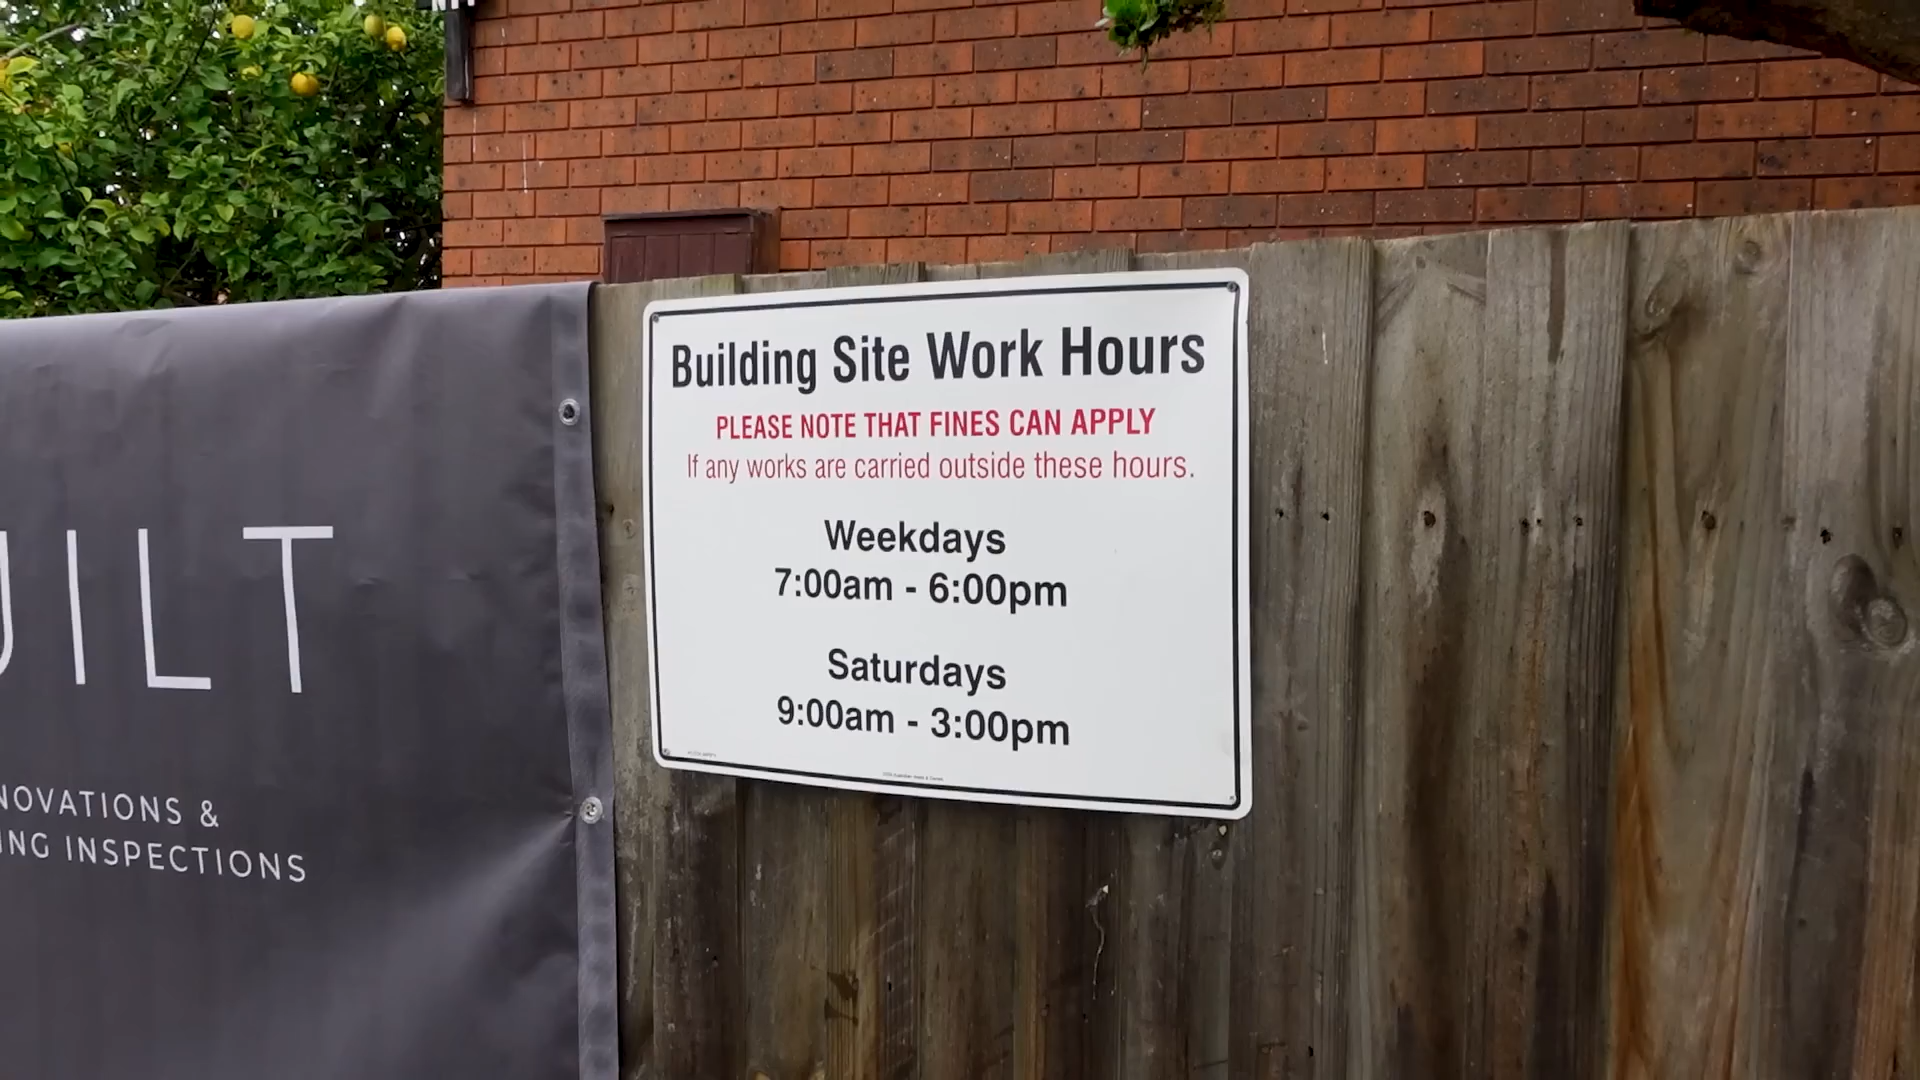 UILT
NOVATIONS &
ING INSPECTIONS
Building Site Work Hours
PLEASE NOTE THAT FINES CAN APPLY
If any works are carried outside these hours.
Weekdays
7:00am - 6:00pm
Saturdays
9:00am - 3:00pm